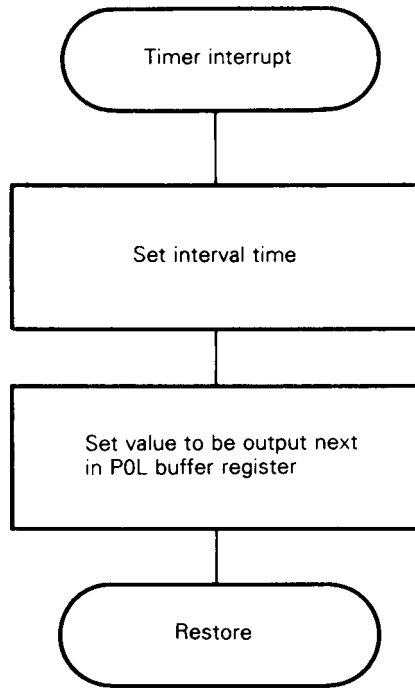 Timer interrupt
Set interval time
Set value to be output next
in P0L buffer register
Restore